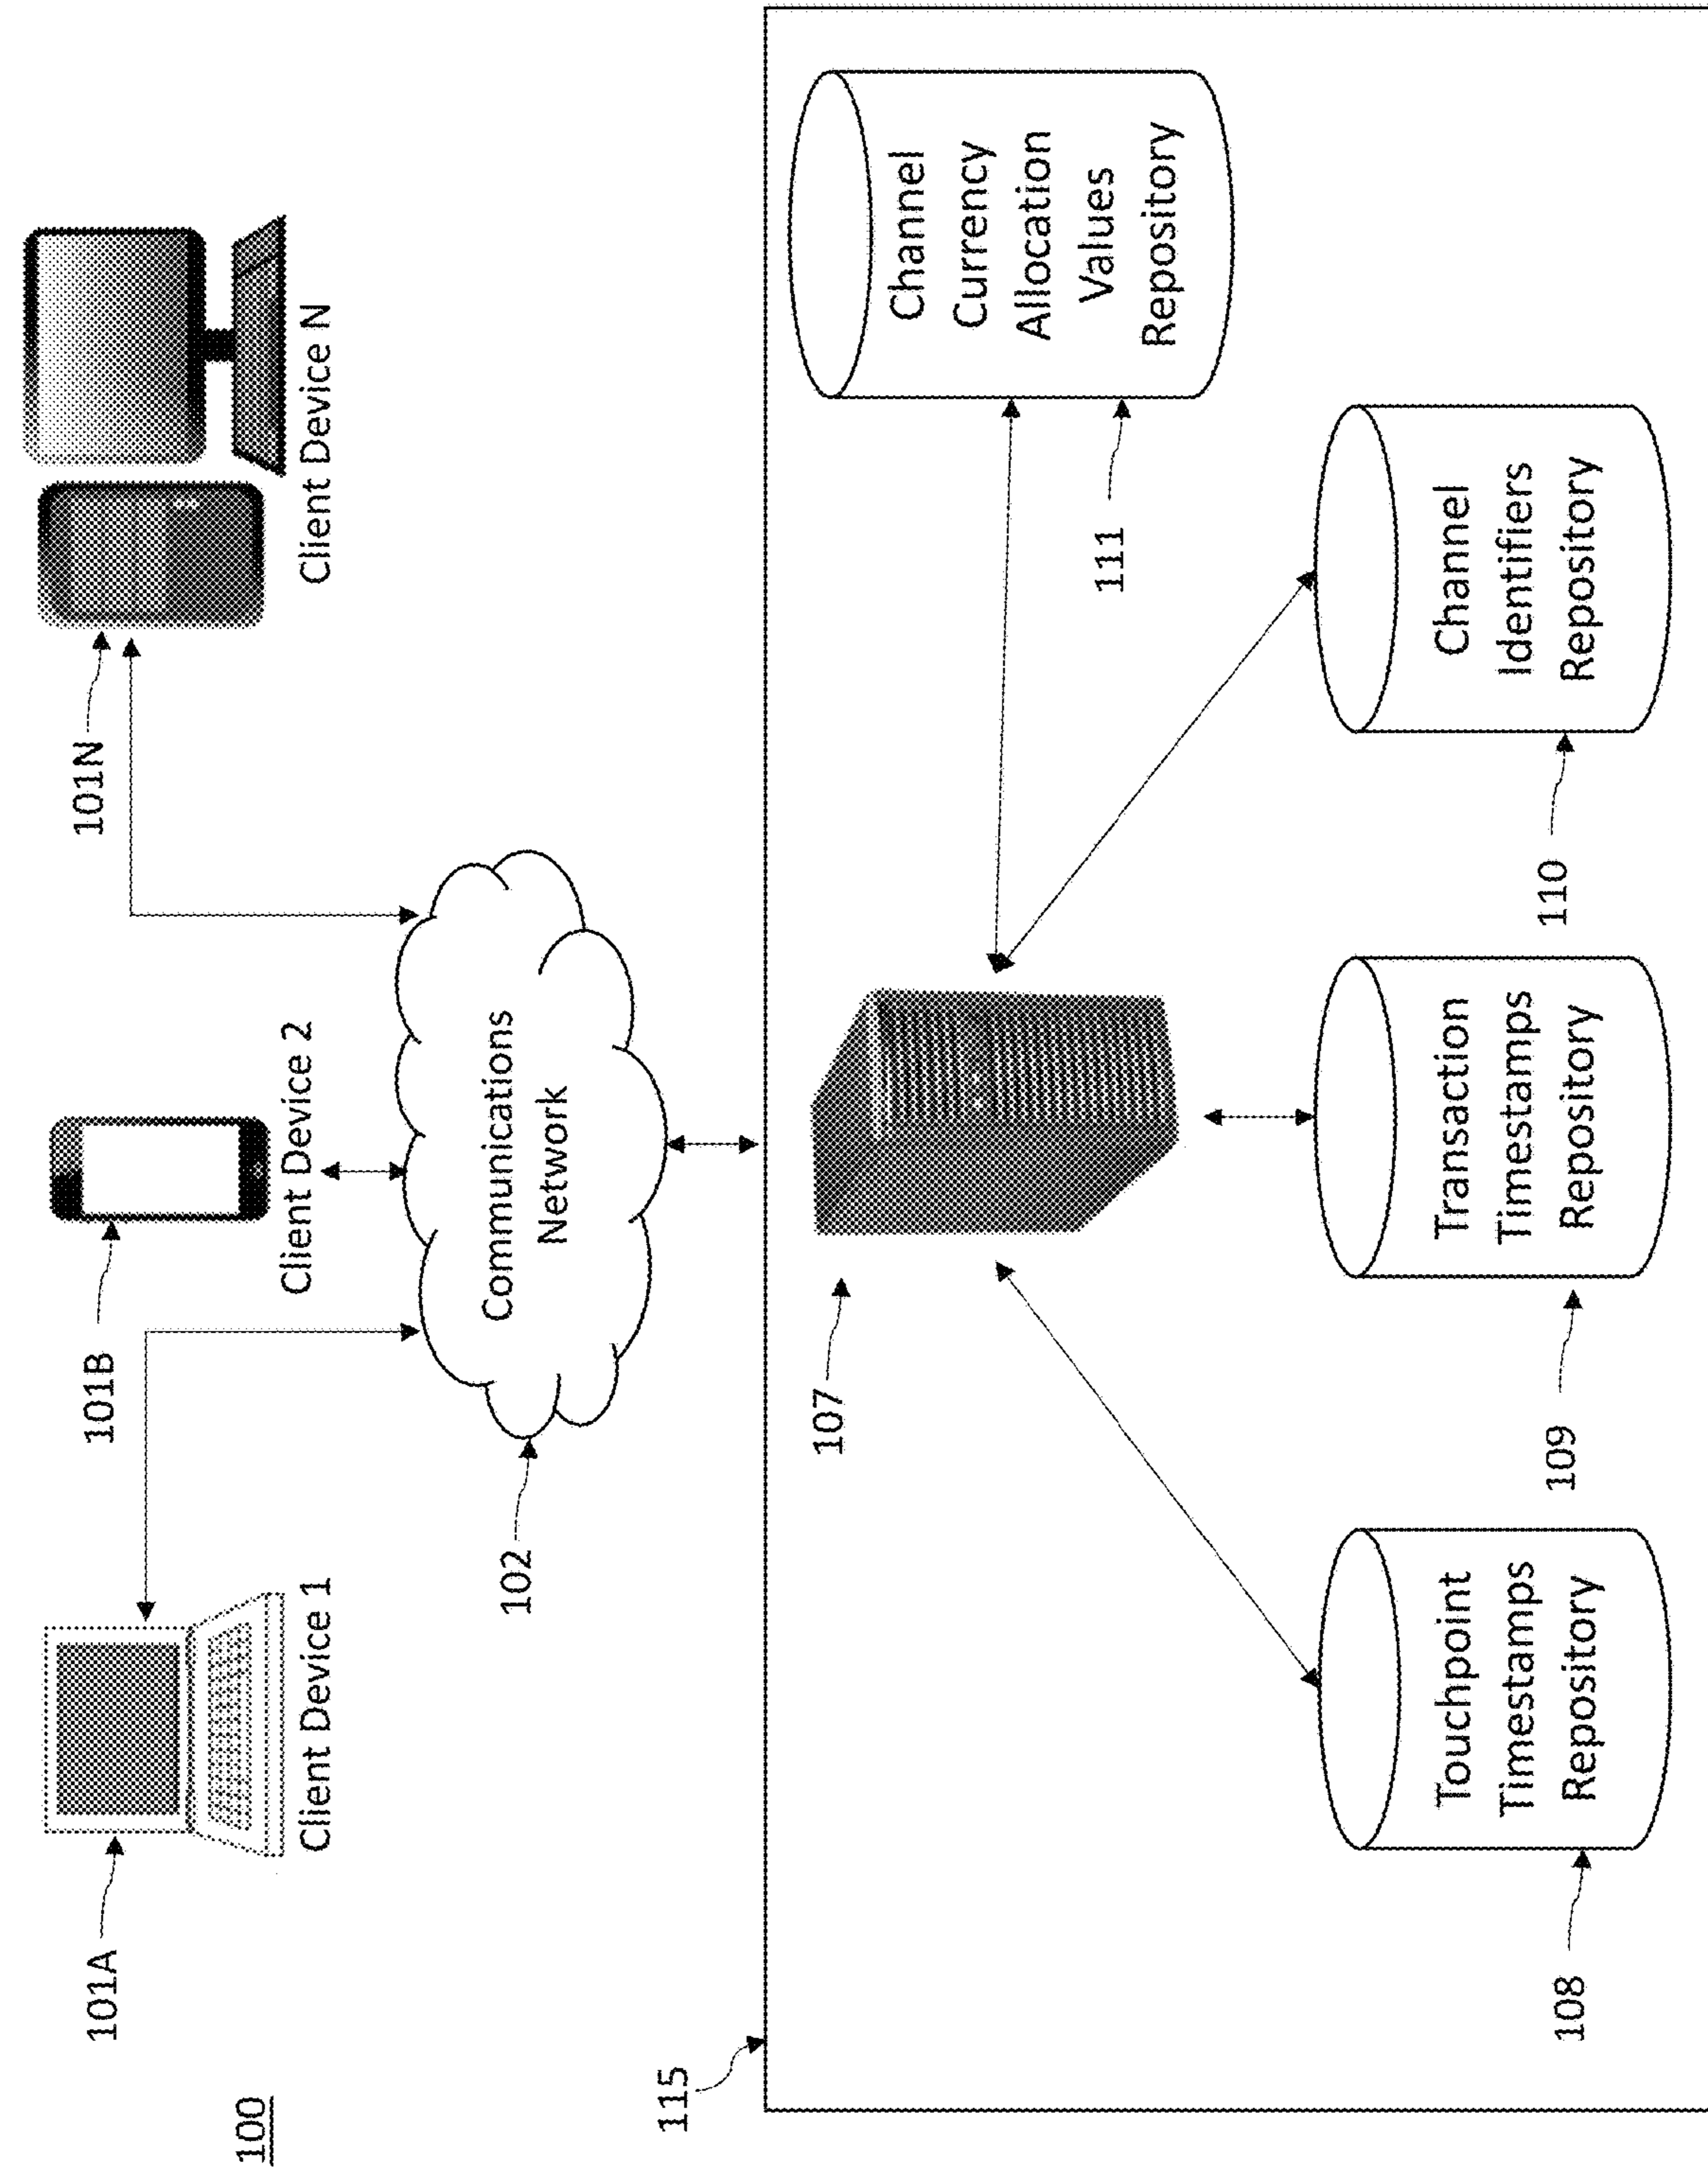 100
101A
Client Device 1
101B
Client Device 2
101N
Client Device N
102
Communications
Network
115
107
108
Touchpoint
Timestamps
Repository
109
Transaction
Timestamps
Repository
110
Channel
Identifiers
Repository
111
Channel
Currency
Allocation
Values
Repository